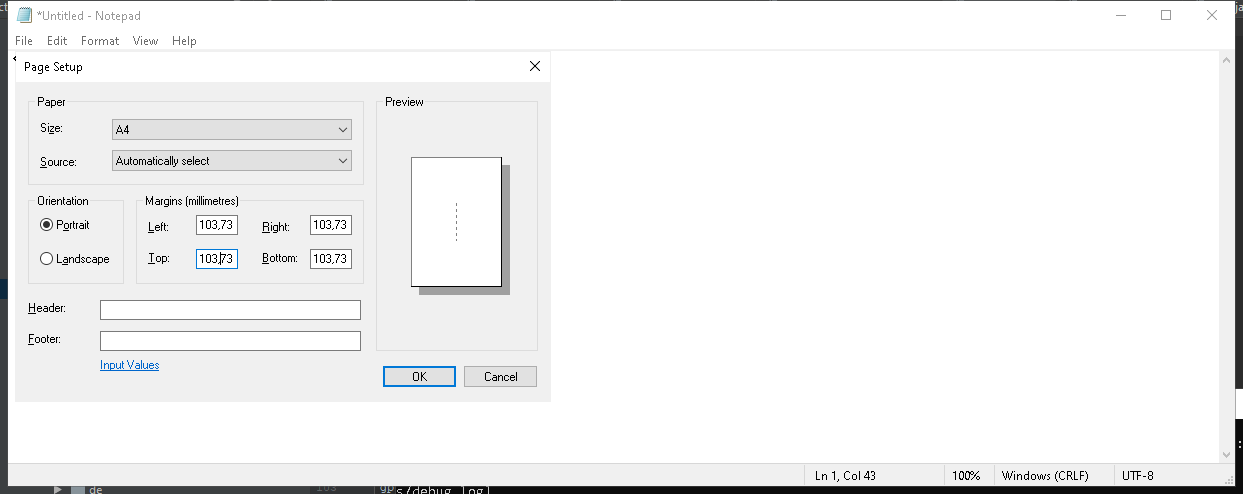 *Untitled - Notepad
File Edit Format View Help
Page Setup
Paper
Size: A4
Source: Automatically select
Preview
Orientation
Portrait
Landscape
Margins (millimetres)
Left: 103,73 Right: 103,73
Top: 103,73 Bottom: 103,73
Header:
Footer:
Input Values
OK Cancel
Ln 1, Col 43 100% Windows (CRLF) UTF-8
de